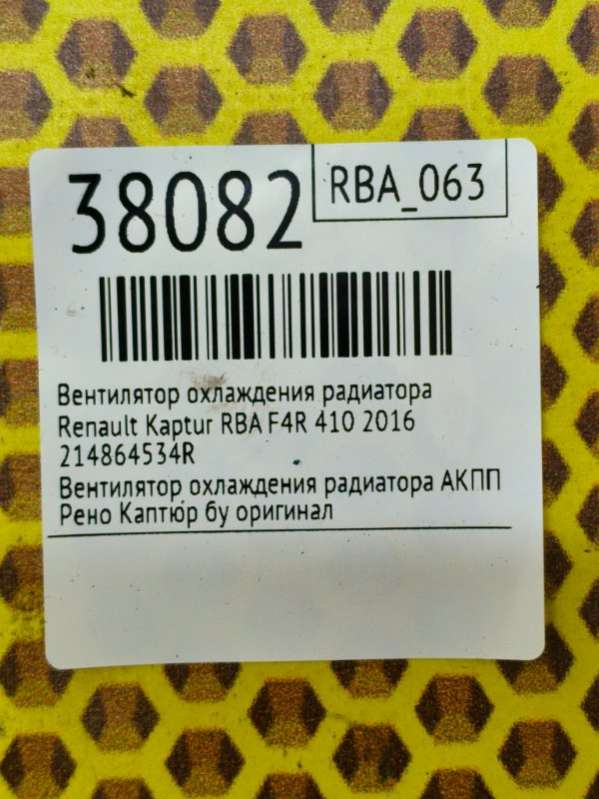 38082
RBA_063
Вентилятор охлаждения радиатора
Renault Kaptur RBA F4R 410 2016
214864534R
Вентилятор охлаждения радиатора АКПП
Рено Каптюр бу оригинал